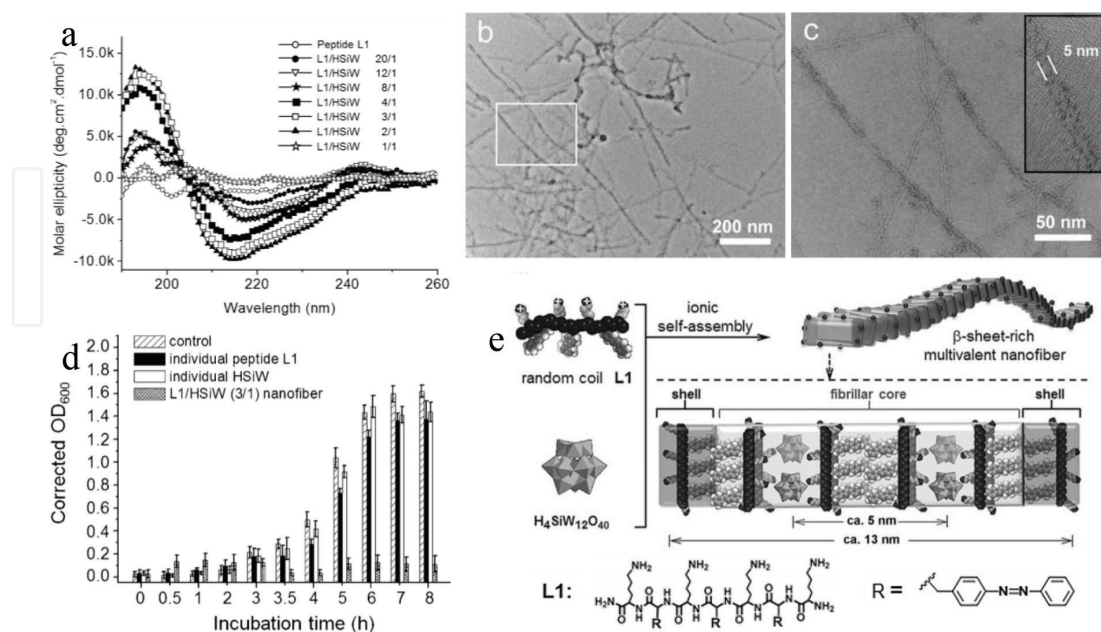 a
Molar ellipticity (deg.cm².dmol⁻¹)
15.0k
10.0k
5.0k
0.0
-5.0k
-10.0k
200
220
240
260
Wavelength (nm)
Peptide L1
L1/HSiW 20/1
L1/HSiW 12/1
L1/HSiW 8/1
L1/HSiW 4/1
L1/HSiW 3/1
L1/HSiW 2/1
L1/HSiW 1/1
b
200 nm
c
5 nm
50 nm
d
Corrected OD₆₀₀
2.0
1.8
1.6
1.4
1.2
1.0
0.8
0.6
0.4
0.2
0.0
control
individual peptide L1
individual HSiW
L1/HSiW (3/1) nanofiber
0 0.5 1 2 3 3.5 4 5 6 7 8
Incubation time (h)
e
ionic
self-assembly
random coil L1
β-sheet-rich
multivalent nanofiber
shell
fibrillar core
shell
H₄SiW₁₂O₄₀
ca. 5 nm
ca. 13 nm
L1:
NH₂ NH₂ NH₂ NH₂
H₂N
O
R
H
N
O
O
H
N
R
O
NH₂
R =
N=N